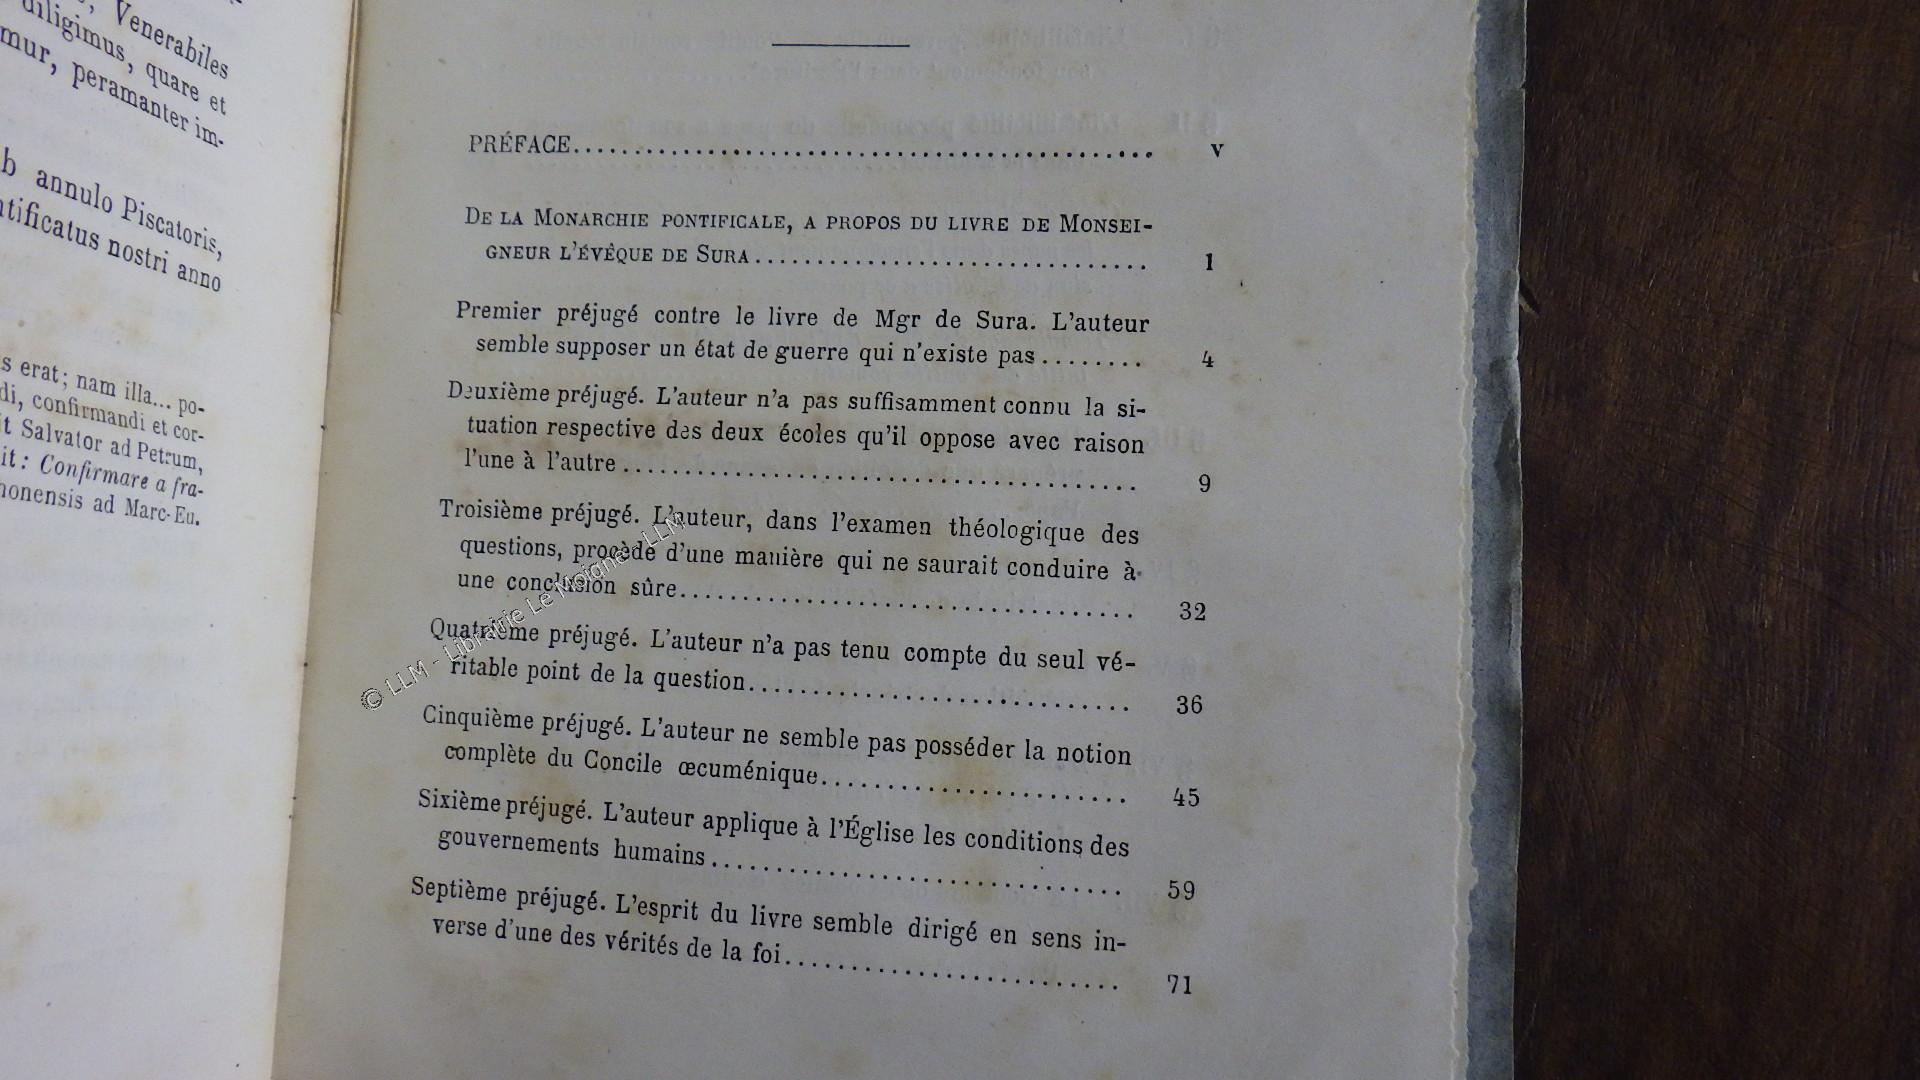 Venerabiles
diligimus, quare et
mur, peramanter im-
annulo Piscatoris,
nostri anno
erat; nam illa... po-
confirmandi et cor-
Salvator ad Petrum,
Confirmare a fra-
ad Marc-Eu.
PRÉFACE.............................................. v
DE LA MONARCHIE PONTIFICALE, A PROPOS DU LIVRE DE MONSEI-
GNEUR L'ÉVÊQUE DE SURA................................ 1
Premier préjugé contre le livre de Mgr de Sura. L'auteur
semble supposer un état de guerre qui n'existe pas........ 4
Deuxième préjugé. L'auteur n'a pas suffisamment connu la si-
tuation respective des deux écoles qu'il oppose avec raison
l'une à l'autre........................................ 9
Troisième préjugé. L'auteur, dans l'examen théologique des
questions, procède d'une manière qui ne saurait conduire à
une conclusion sûre................................... 32
Quatrième préjugé. L'auteur n'a pas tenu compte du seul vé-
ritable point de la question............................. 36
Cinquième préjugé. L'auteur ne semble pas posséder la notion
complète du Concile œcuménique........................ 45
Sixième préjugé. L'auteur applique à l'Église les conditions des
gouvernements humains................................ 59
Septième préjugé. L'esprit du livre semble dirigé en sens in-
verse d'une des vérités de la foi.......................... 71
© LLM - Librairie Le Moigne - LLM